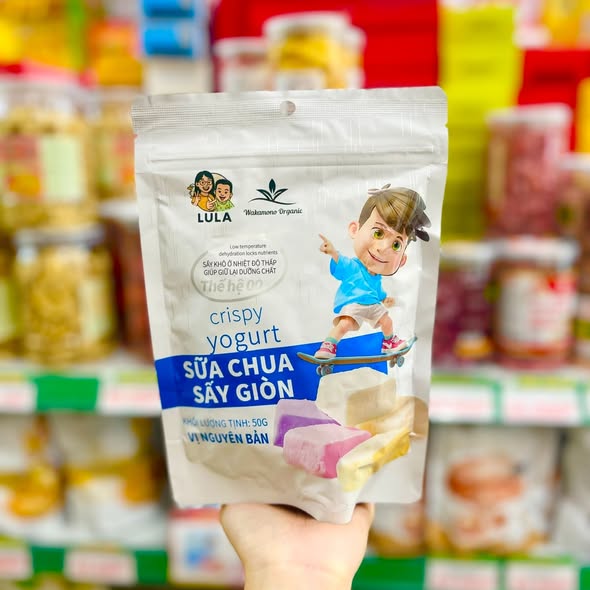 LULA
Wakamono Organic
Low temperature
dehydration locks nutrients.
SẤY KHÔ Ở NHIỆT ĐỘ THẤP
GIÚP GIỮ LẠI DƯỠNG CHẤT
Thế hệ 00
crispy
yogurt
SỮA CHUA
SẤY GIÒN
KHỐI LƯỢNG TỊNH: 50G
VỊ NGUYÊN BẢN